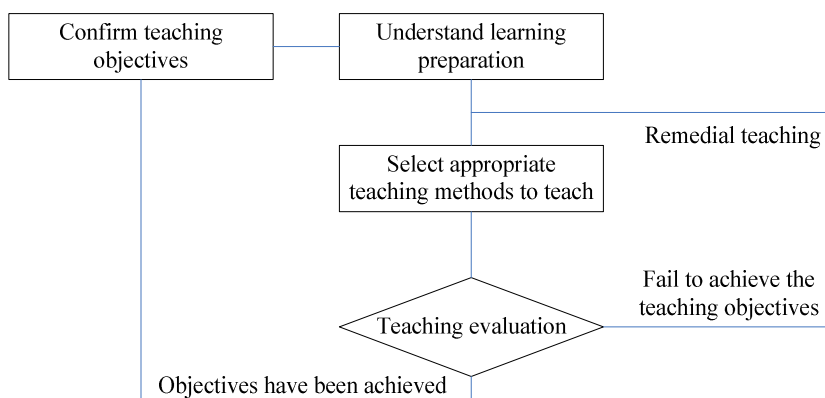 Confirm teaching
objectives
Understand learning
preparation
Remedial teaching
Select appropriate
teaching methods to teach
Fail to achieve the
teaching objectives
Teaching evaluation
Objectives have been achieved